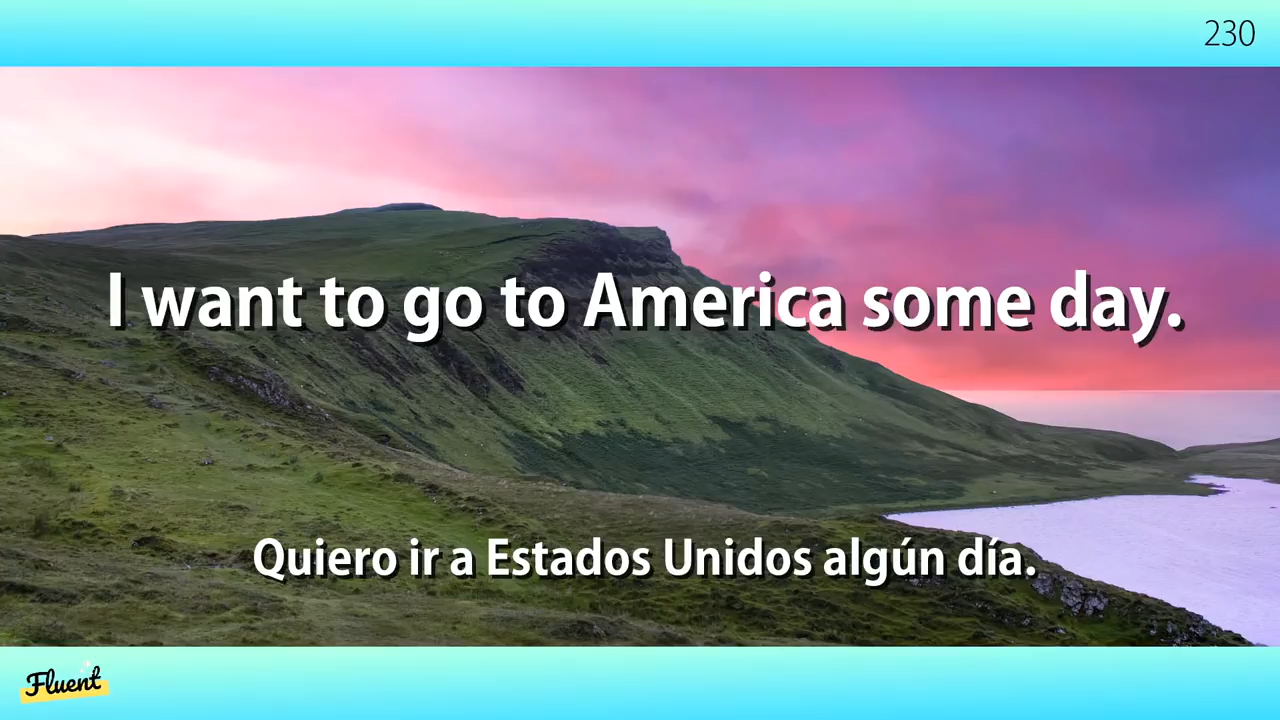 230
I want to go to America some day.
Quiero ir a Estados Unidos algún día.
Fluent